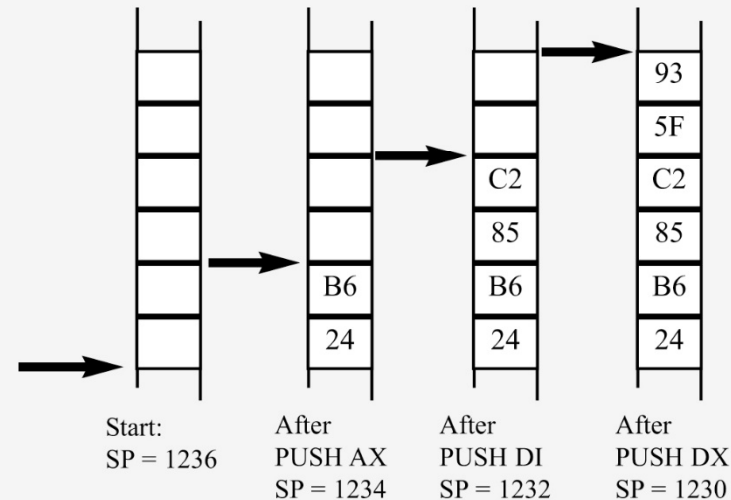 93
5F
C2 C2
85 85
B6 B6 B6
24 24 24
Start: After After After
SP = 1236 PUSH AX PUSH DI PUSH DX
SP = 1234 SP = 1232 SP = 1230